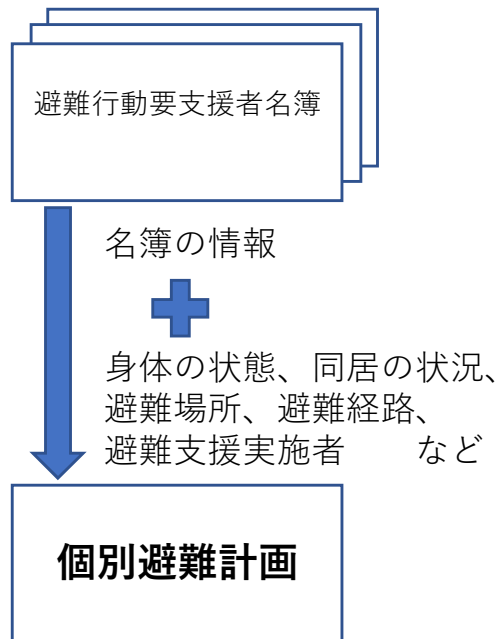 避難行動要支援者名簿
名簿の情報
身体の状態、同居の状況、
避難場所、避難経路、
避難支援実施者　　など
個別避難計画